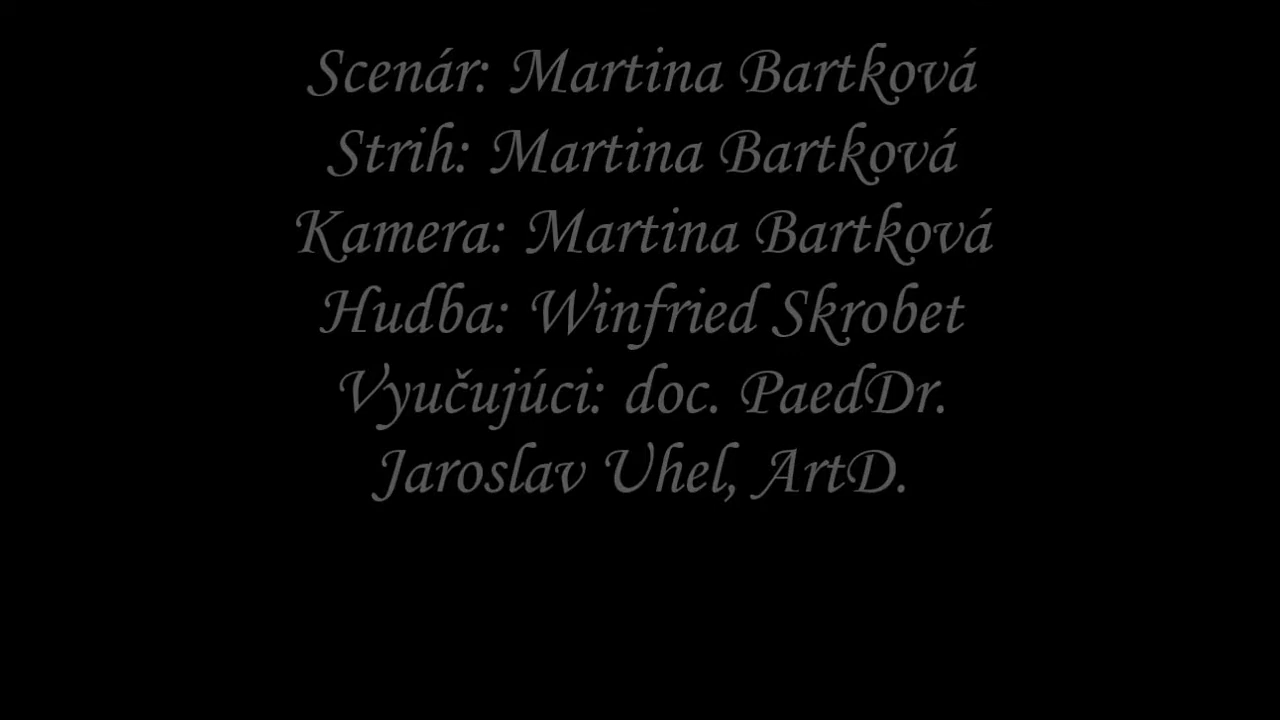 Scenár: Martina Bartková
Strih: Martina Bartková
Kamera: Martina Bartková
Hudba: Winfried Skrobet
Vyučujúci: doc. PaedDr.
Jaroslav Uhel, ArtD.